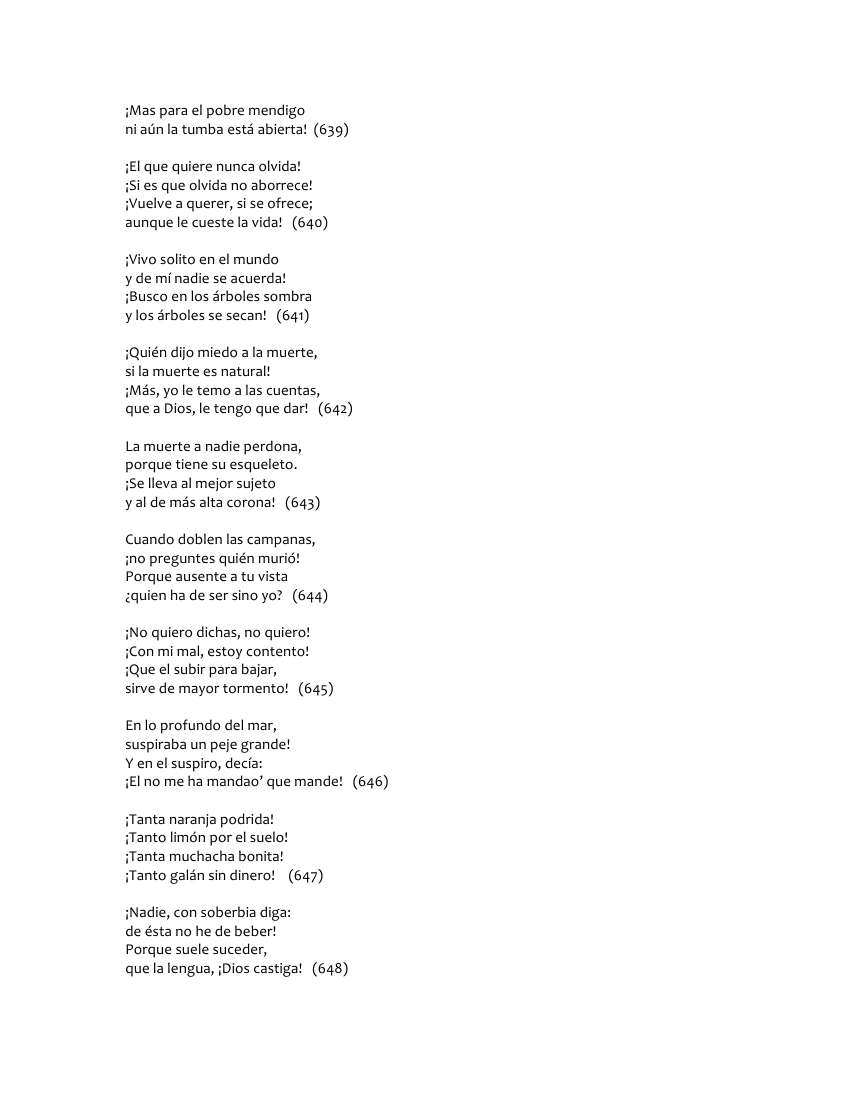 ¡Mas para el pobre mendigo
ni aún la tumba está abierta! (639)
¡El que quiere nunca olvida!
¡Si es que olvida no aborrece!
¡Vuelve a querer, si se ofrece;
aunque le cueste la vida! (640)
¡Vivo solito en el mundo
y de mí nadie se acuerda!
¡Busco en los árboles sombra
y los árboles se secan! (641)
¡Quién dijo miedo a la muerte,
si la muerte es natural!
¡Más, yo le temo a las cuentas,
que a Dios, le tengo que dar! (642)
La muerte a nadie perdona,
porque tiene su esqueleto.
¡Se lleva al mejor sujeto
y al de más alta corona! (643)
Cuando doblen las campanas,
¡no preguntes quién murió!
Porque ausente a tu vista
¿quien ha de ser sino yo? (644)
¡No quiero dichas, no quiero!
¡Con mi mal, estoy contento!
¡Que el subir para bajar,
sirve de mayor tormento! (645)
En lo profundo del mar,
suspiraba un peje grande!
Y en el suspiro, decía:
¡El no me ha mandao’ que mande! (646)
¡Tanta naranja podrida!
¡Tanto limón por el suelo!
¡Tanta muchacha bonita!
¡Tanto galán sin dinero! (647)
¡Nadie, con soberbia diga:
de ésta no he de beber!
Porque suele suceder,
que la lengua, ¡Dios castiga! (648)